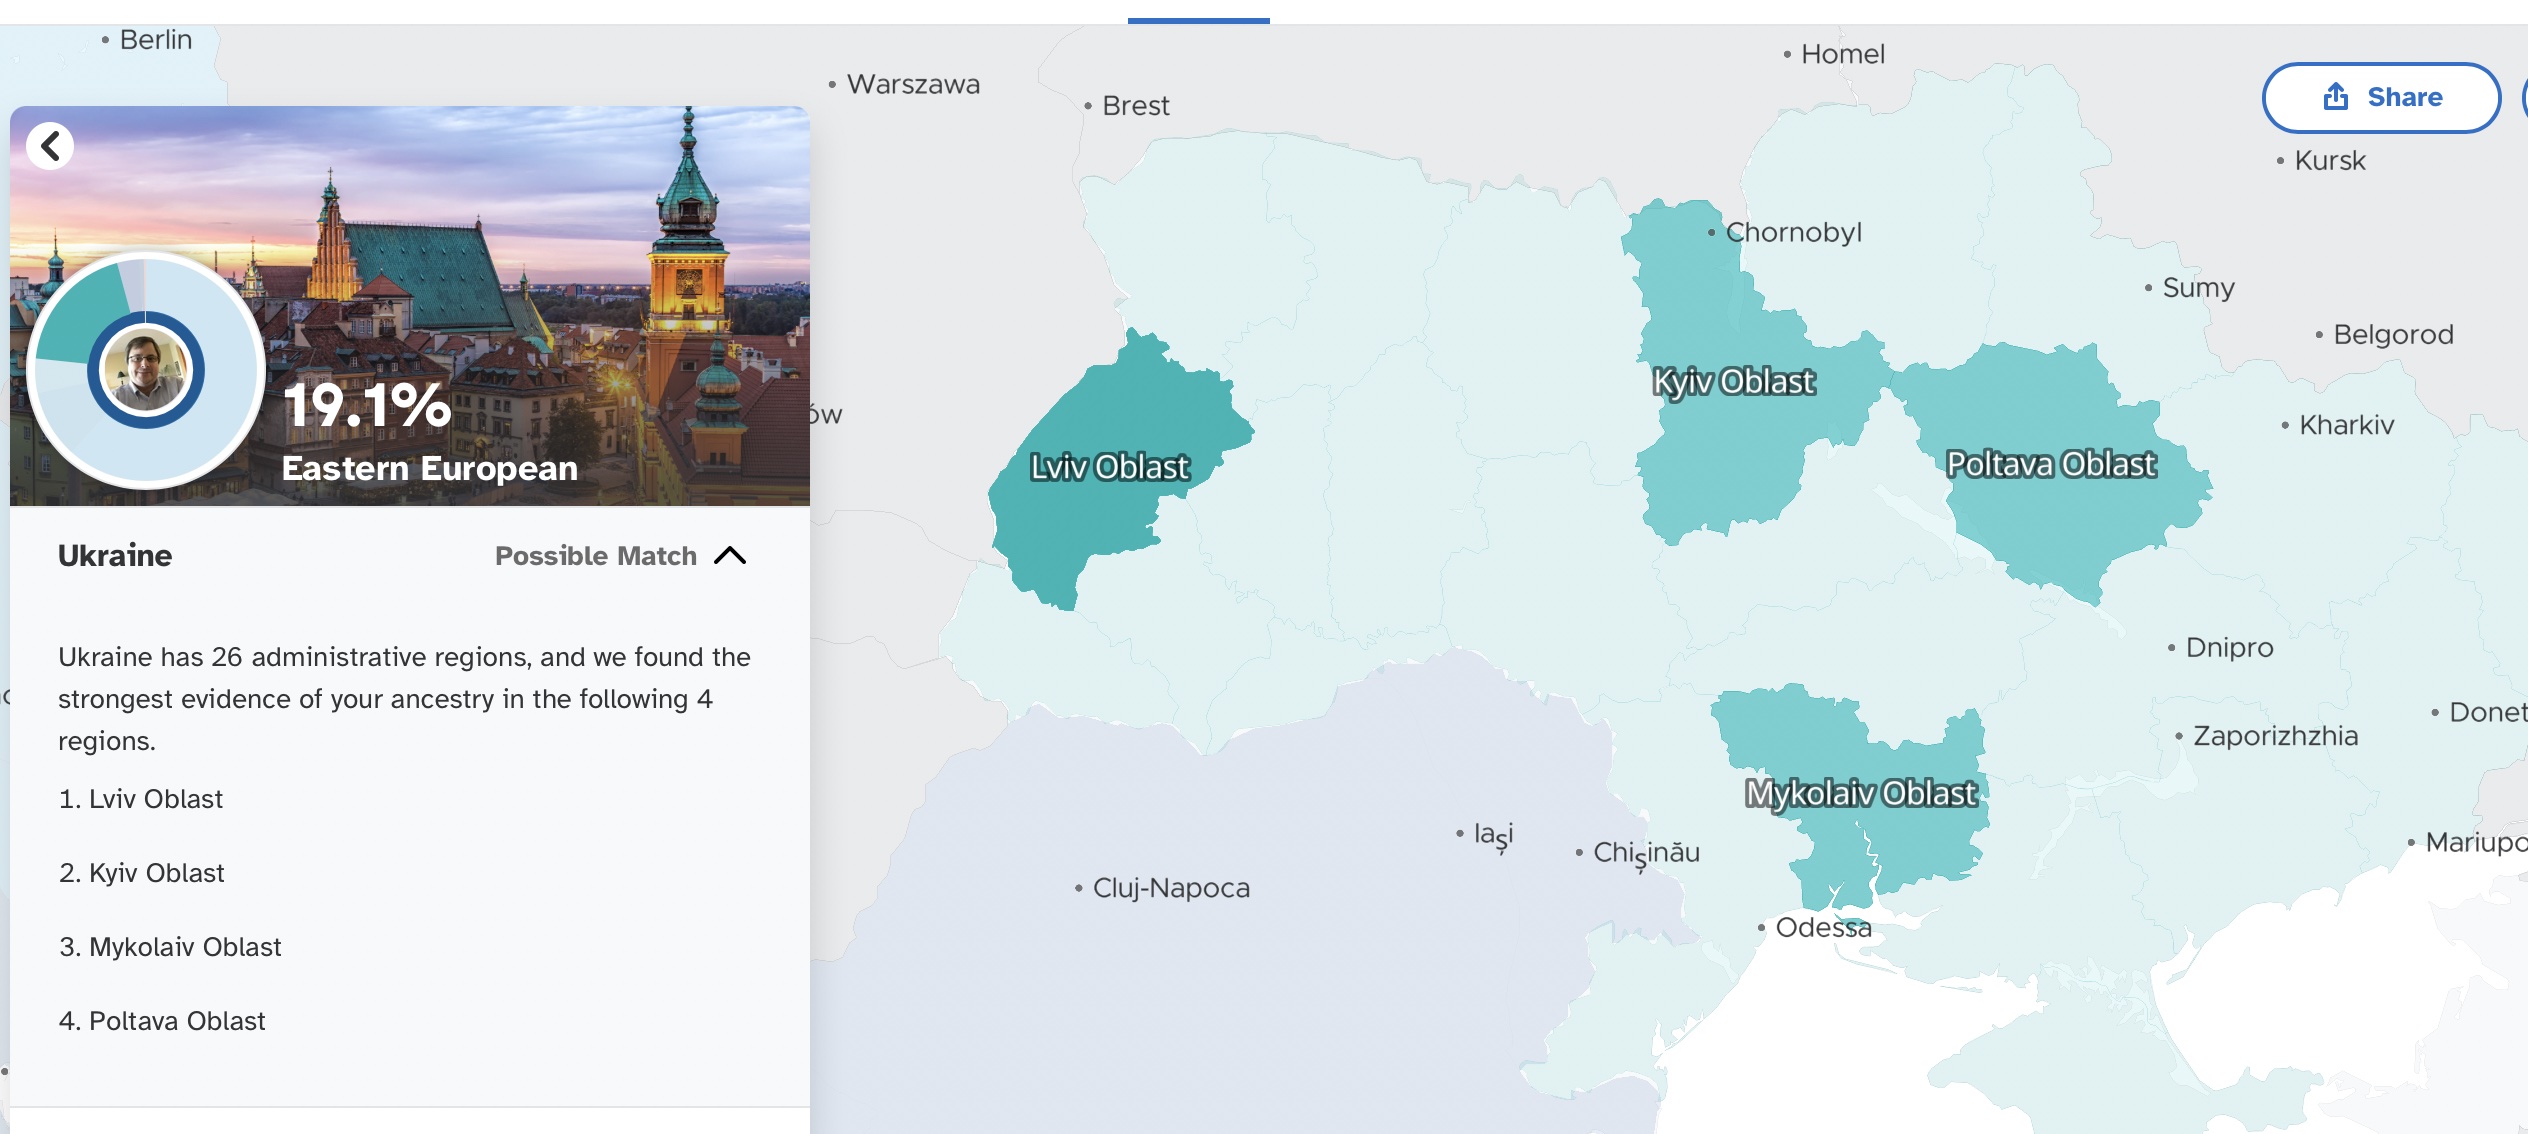 Berlin
Warszawa
Brest
Homel
Share
Kursk
Chornobyl
Sumy
Belgorod
Kyiv Oblast
Kharkiv
19.1%
ów
Lviv Oblast
Poltava Oblast
Eastern European
Ukraine
Possible Match
Ukraine has 26 administrative regions, and we found the
strongest evidence of your ancestry in the following 4
regions.
1. Lviv Oblast
2. Kyiv Oblast
3. Mykolaiv Oblast
4. Poltava Oblast
Dnipro
Donet
Zaporizhzhia
Mykolaiv Oblast
Iași
Chișinău
Mariupo
Cluj-Napoca
Odessa